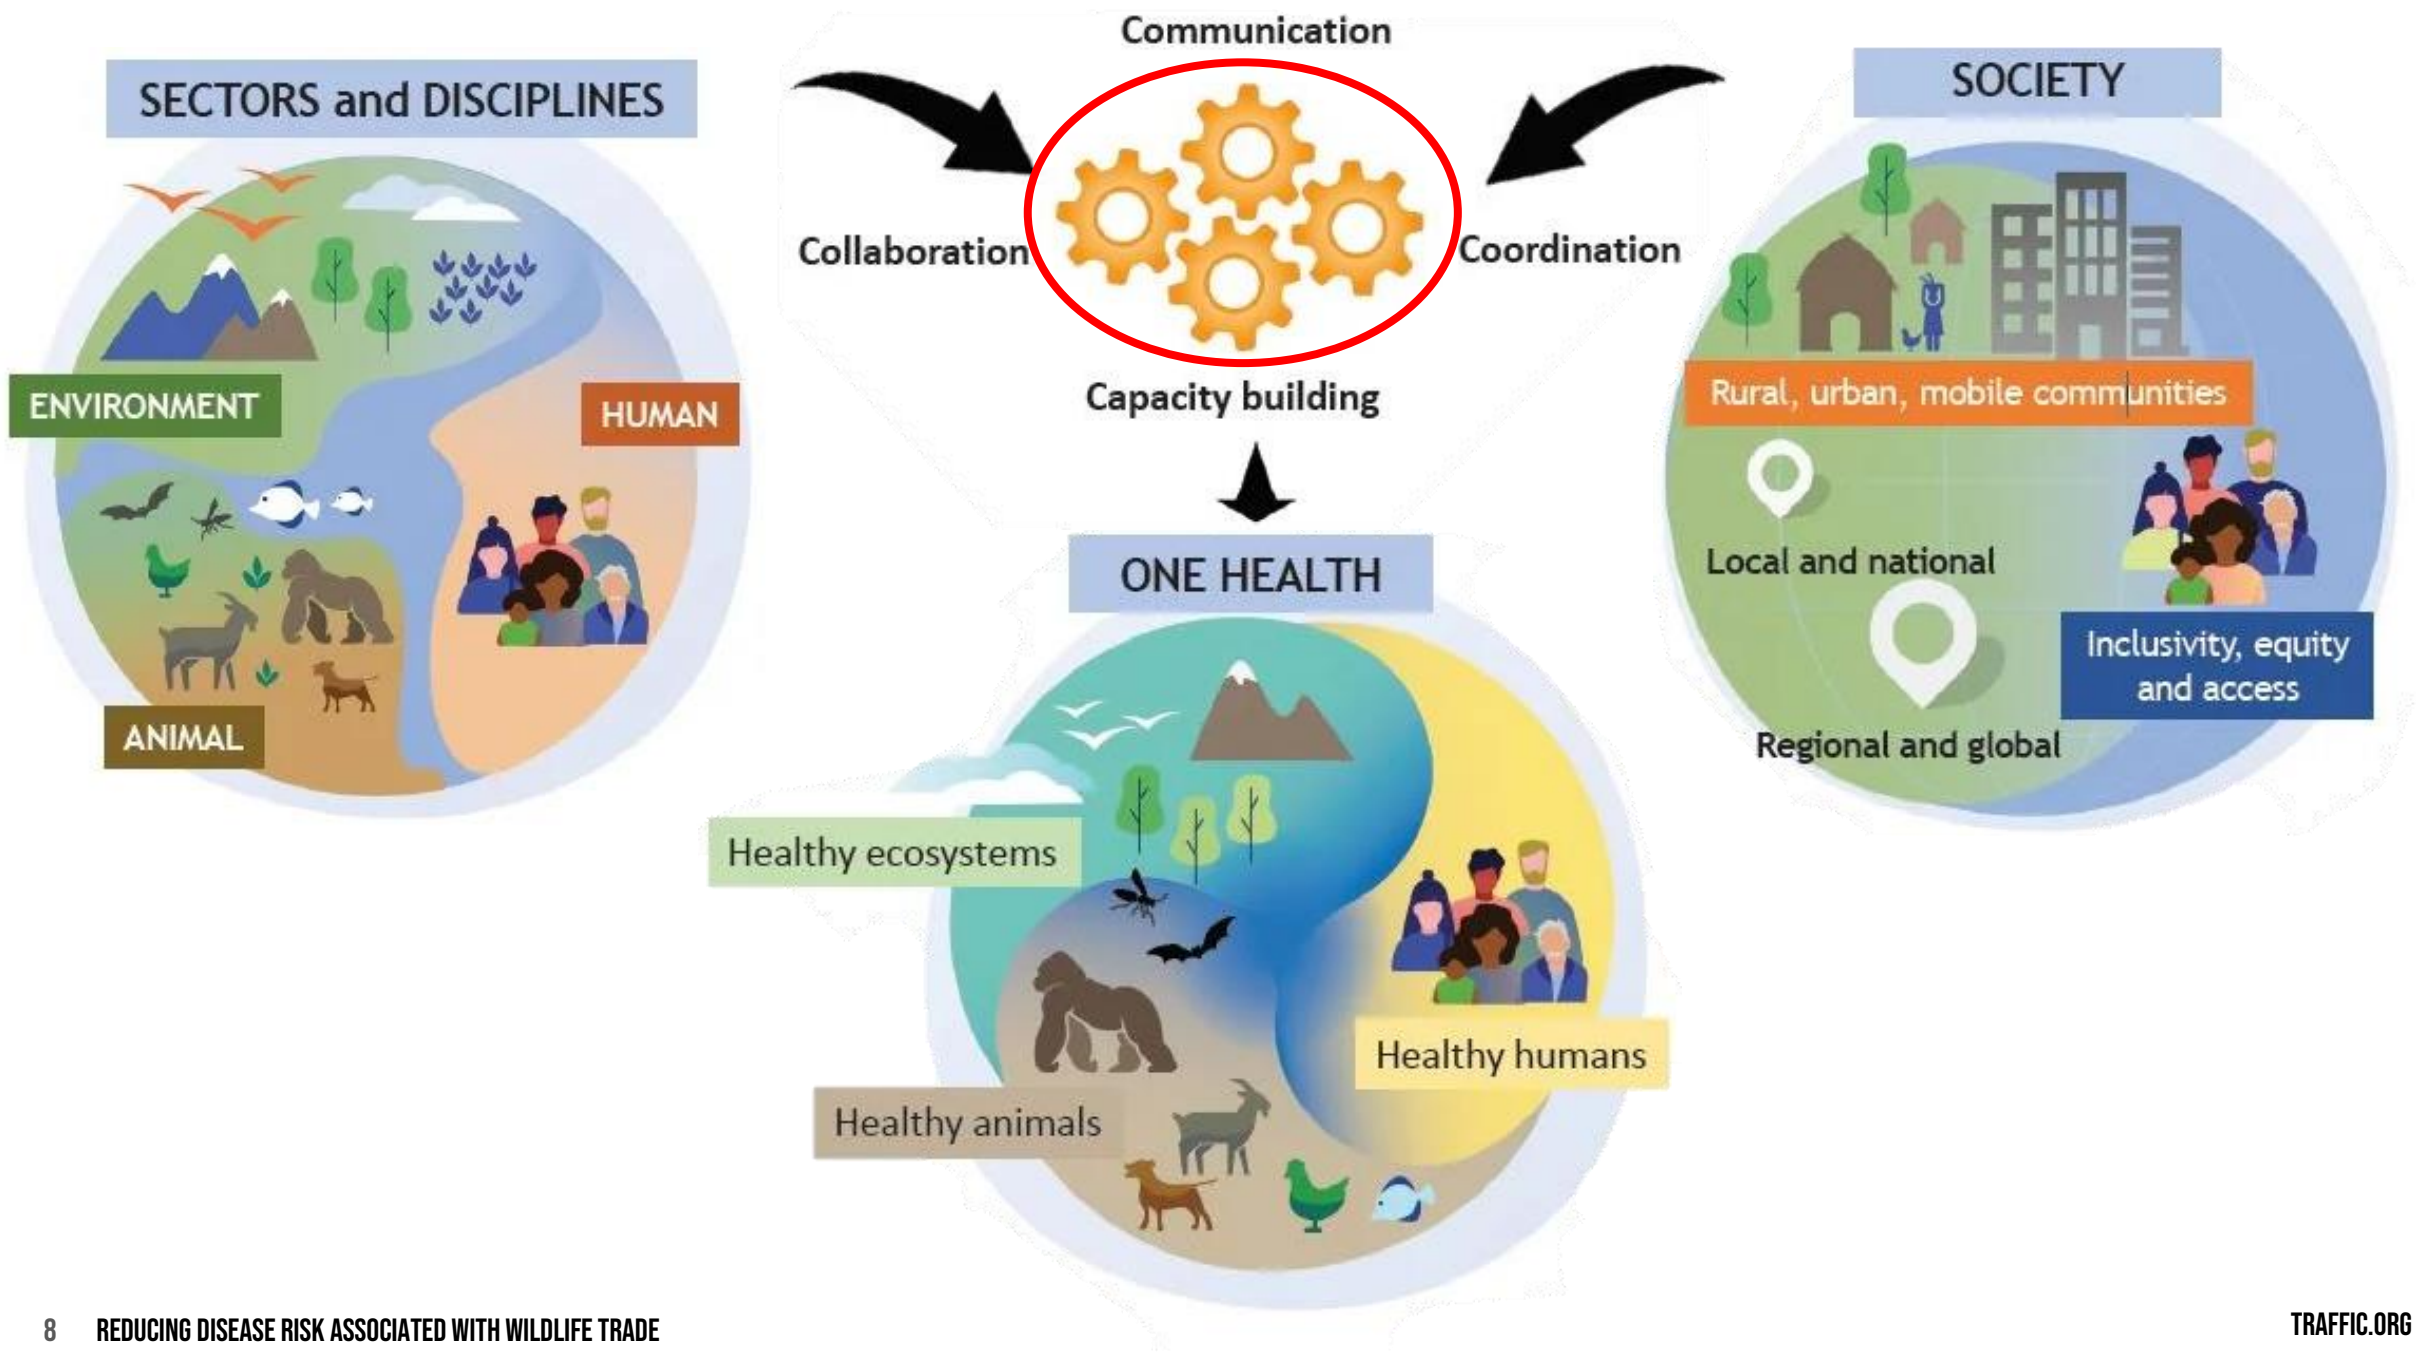 SECTORS and DISCIPLINES
ENVIRONMENT
HUMAN
ANIMAL
Communication
Collaboration
Coordination
Capacity building
SOCIETY
Rural, urban, mobile communities
Local and national
Regional and global
Inclusivity, equity
and access
ONE HEALTH
Healthy ecosystems
Healthy humans
Healthy animals
8 REDUCING DISEASE RISK ASSOCIATED WITH WILDLIFE TRADE
TRAFFIC.ORG